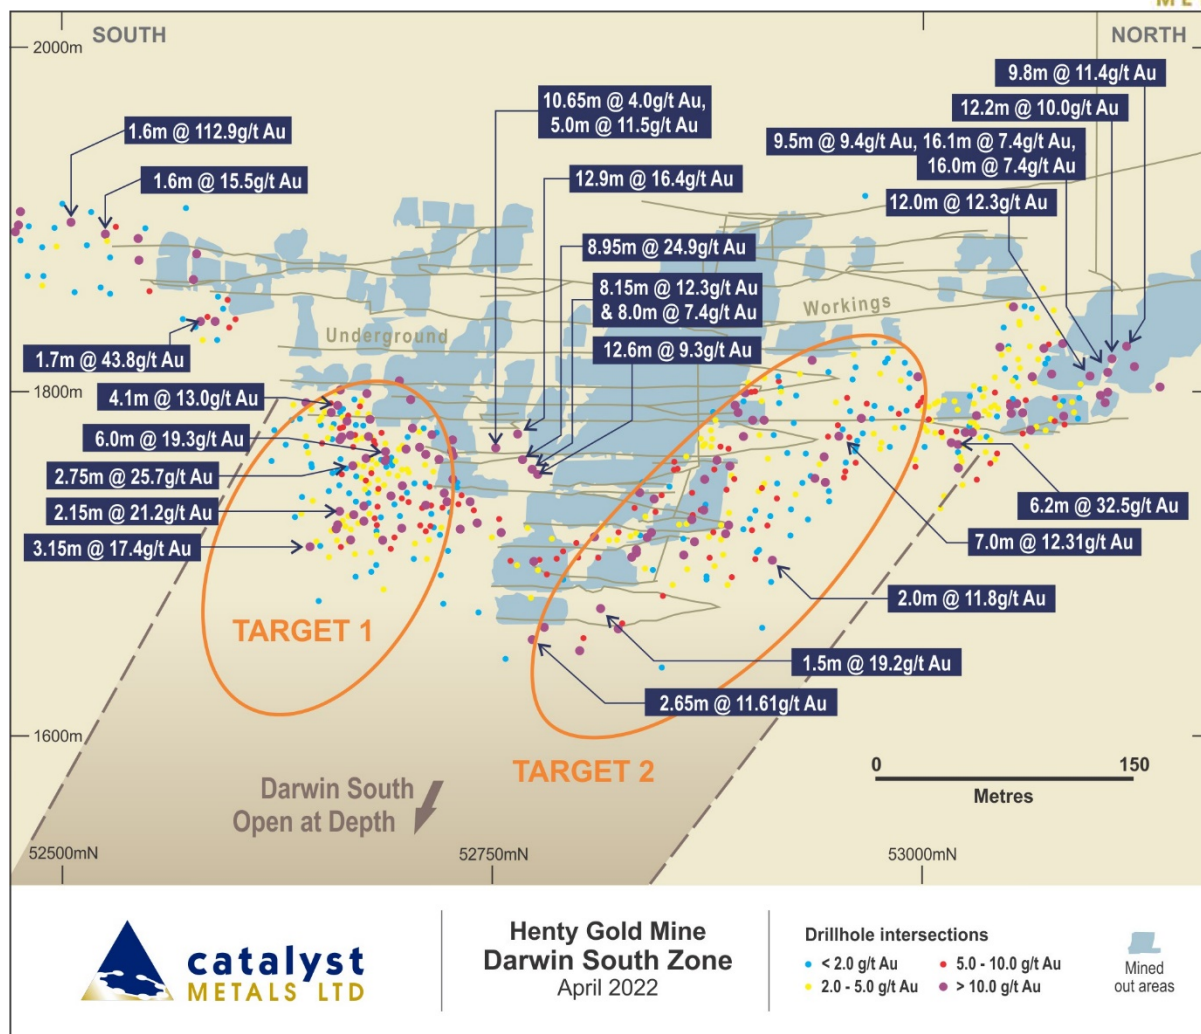 ML
SOUTH
NORTH
2000m
9.8m @ 11.4g/t Au
10.65m @ 4.0g/t Au,
5.0m @ 11.5g/t Au
12.2m @ 10.0g/t Au
1.6m @ 112.9g/t Au
9.5m @ 9.4g/t Au, 16.1m @ 7.4g/t Au,
16.0m @ 7.4g/t Au
1.6m @ 15.5g/t Au
12.9m @ 16.4g/t Au
12.0m @ 12.3g/t Au
8.95m @ 24.9g/t Au
8.15m @ 12.3g/t Au
& 8.0m @ 7.4g/t Au
Underground
Workings
12.6m @ 9.3g/t Au
1.7m @ 43.8g/t Au
1800m
4.1m @ 13.0g/t Au
6.0m @ 19.3g/t Au
2.75m @ 25.7g/t Au
2.15m @ 21.2g/t Au
3.15m @ 17.4g/t Au
6.2m @ 32.5g/t Au
7.0m @ 12.31g/t Au
2.0m @ 11.8g/t Au
TARGET 1
1.5m @ 19.2g/t Au
2.65m @ 11.61g/t Au
1600m
TARGET 2
0
150
Metres
Darwin South
Open at Depth
52500mN
52750mN
53000mN
catalyst
METALS LTD
Henty Gold Mine
Darwin South Zone
April 2022
Drillhole intersections
< 2.0 g/t Au
5.0 - 10.0 g/t Au
2.0 - 5.0 g/t Au
> 10.0 g/t Au
Mined
out areas